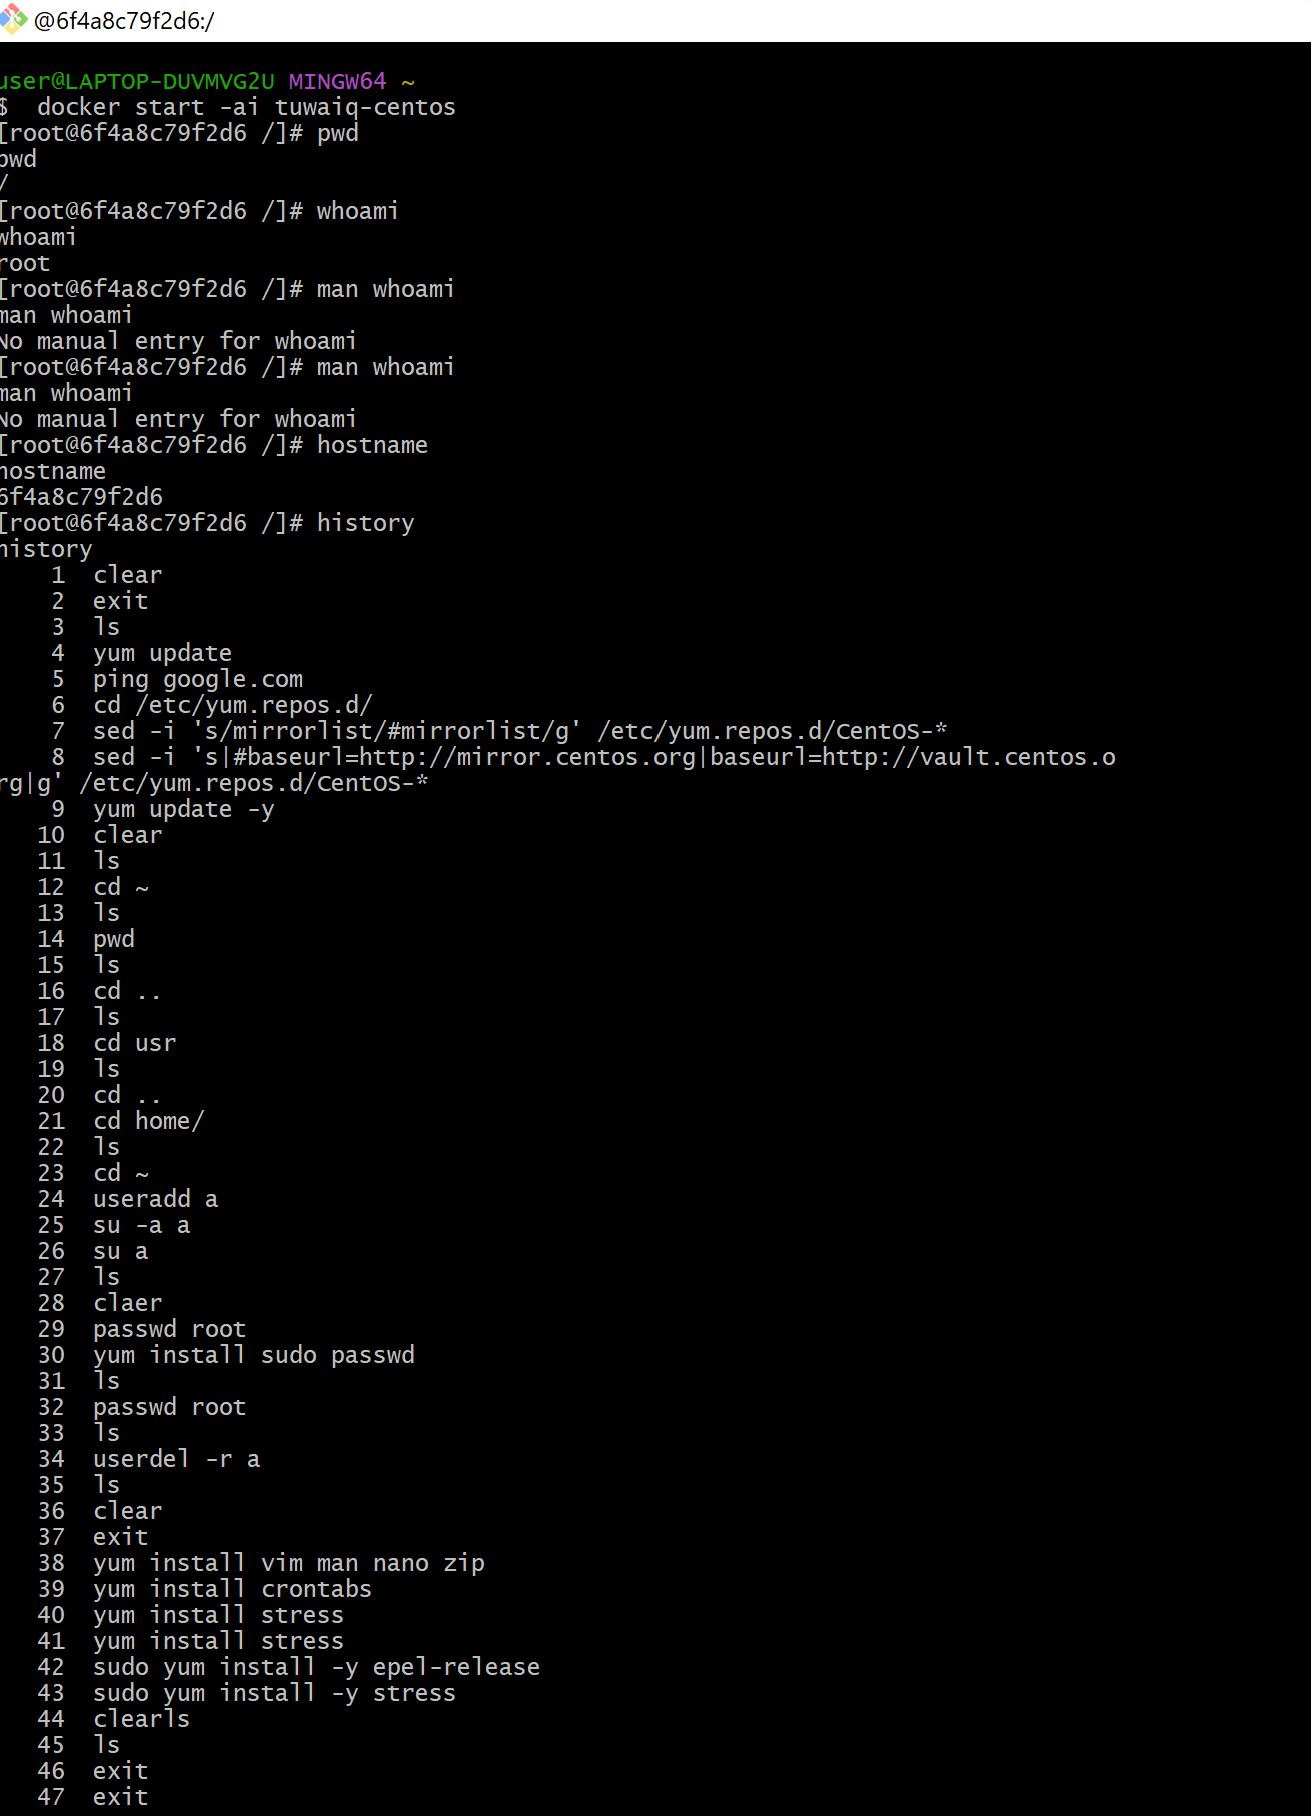 @6f4a8c79f2d6:/
user@LAPTOP-DUVMVG2U MINGW64 ~
$  docker start -ai tuwaiq-centos
[root@6f4a8c79f2d6 /]# pwd
pwd
/
[root@6f4a8c79f2d6 /]# whoami
whoami
root
[root@6f4a8c79f2d6 /]# man whoami
man whoami
No manual entry for whoami
[root@6f4a8c79f2d6 /]# man whoami
man whoami
No manual entry for whoami
[root@6f4a8c79f2d6 /]# hostname
hostname
6f4a8c79f2d6
[root@6f4a8c79f2d6 /]# history
history
    1  clear
    2  exit
    3  ls
    4  yum update
    5  ping google.com
    6  cd /etc/yum.repos.d/
    7  sed -i 's/mirrorlist/#mirrorlist/g' /etc/yum.repos.d/CentOS-*
    8  sed -i 's|#baseurl=http://mirror.centos.org|baseurl=http://vault.centos.o
rg|g' /etc/yum.repos.d/CentOS-*
    9  yum update -y
   10  clear
   11  ls
   12  cd ~
   13  ls
   14  pwd
   15  ls
   16  cd ..
   17  ls
   18  cd usr
   19  ls
   20  cd ..
   21  cd home/
   22  ls
   23  cd ~
   24  useradd a
   25  su -a a
   26  su a
   27  ls
   28  claer
   29  passwd root
   30  yum install sudo passwd
   31  ls
   32  passwd root
   33  ls
   34  userdel -r a
   35  ls
   36  clear
   37  exit
   38  yum install vim man nano zip
   39  yum install crontabs
   40  yum install stress
   41  yum install stress
   42  sudo yum install -y epel-release
   43  sudo yum install -y stress
   44  clearls
   45  ls
   46  exit
   47  exit